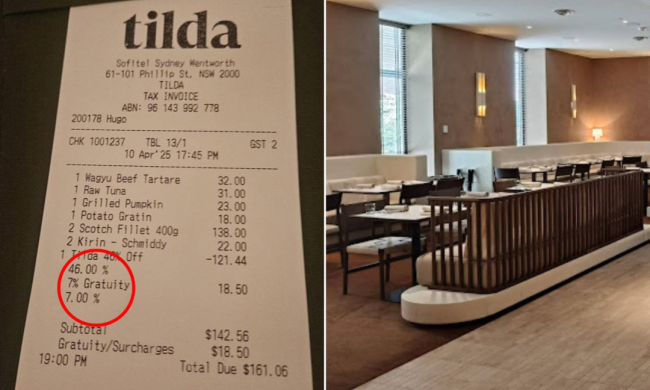 tilda
Sofitel Sydney Wentworth
61-101 Phillip St, NSW 2000
TILDA
TAX INVOICE
ABN: 96 143 992 778
200178 Hugo
CHK 1001237 TBL 13/1 GST 2
10 Apr'25 17:45 PM
1 Wagyu Beef Tartare 32.00
1 Raw Tuna 31.00
1 Grilled Pumpkin 23.00
1 Potato Gratin 18.00
2 Scotch Fillet 400g 138.00
2 Kirin - Schmiddy 22.00
1 Tilda 46% Off -121.44
46.00 %
7% Gratuity 18.50
7.00 %
Subtotal $142.56
Gratuity/Surcharges $18.50
19:00 PM Total Due $161.06